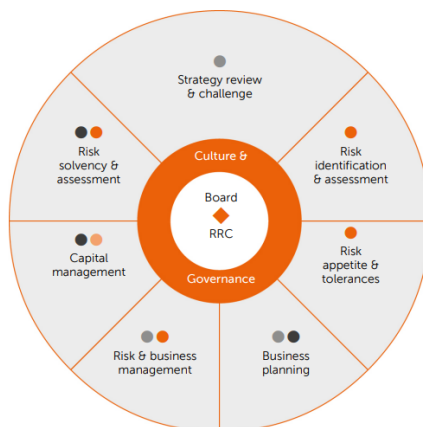 Strategy review
& challenge
Risk
solvency &
assessment
Culture &
Risk
identification
& assessment
Board
RRC
Capital
management
Risk
appetite &
tolerances
Governance
Risk & business
management
Business
planning